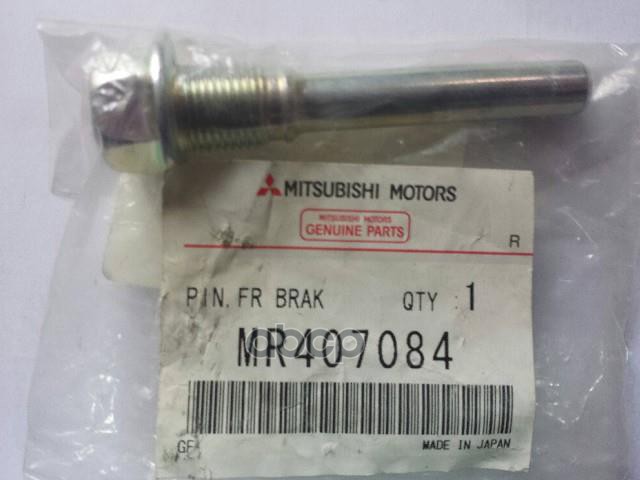 MITSUBISHI MOTORS
MITSUBISHI MOTORS
GENUINE PARTS
R
PIN, FR BRAK QTY : 1
MR407084
MADE IN JAPAN